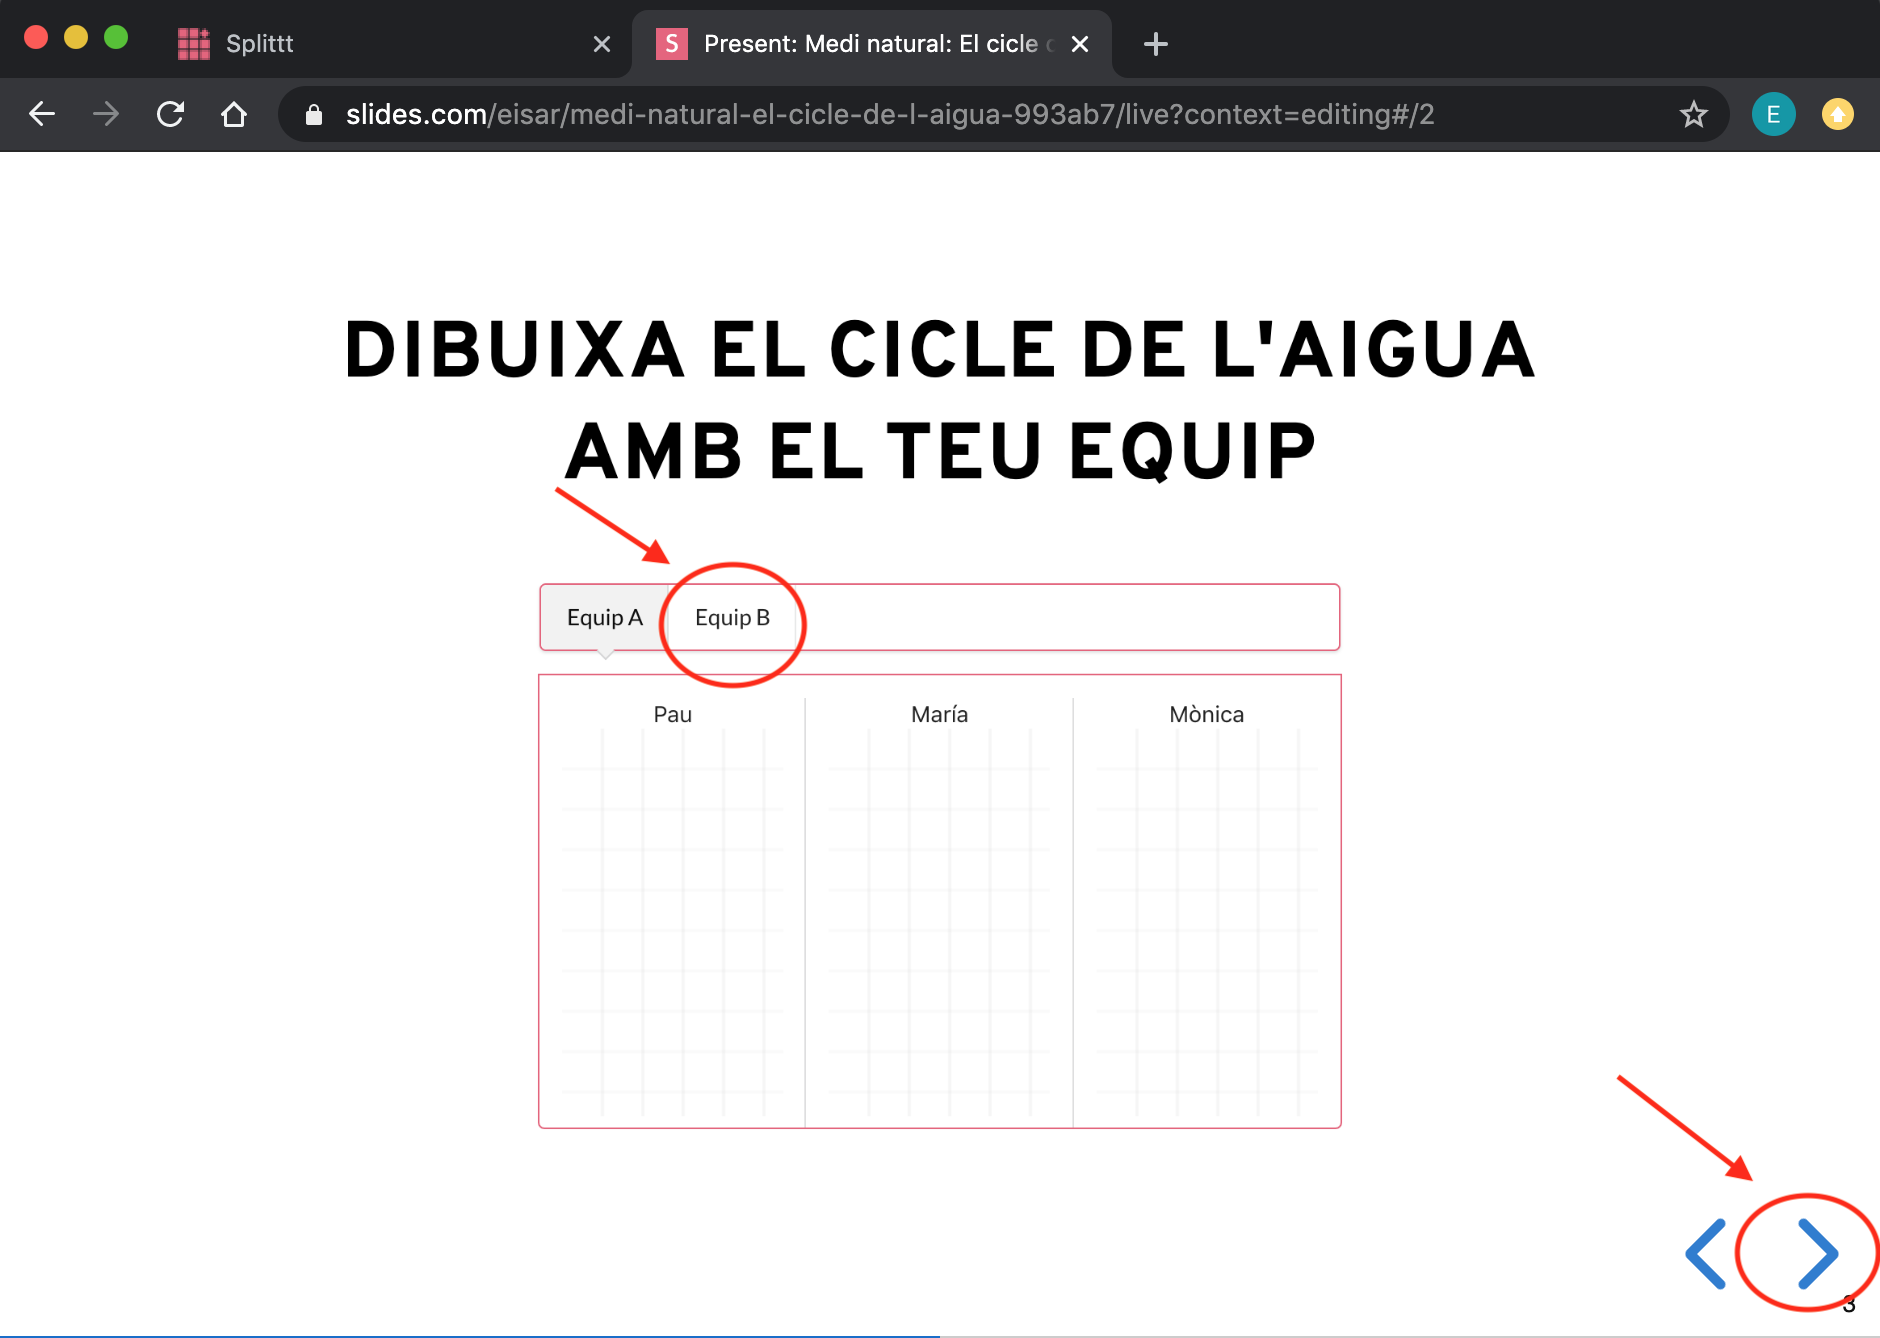 Splittt
Present: Medi natural: El cicle
slides.com/eisar/medi-natural-el-cicle-de-l-aigua-993ab7/live?context=editing#/2
E
DIBUIXA EL CICLE DE L'AIGUA
AMB EL TEU EQUIP
Equip A
Equip B
Pau
María
Mònica
3